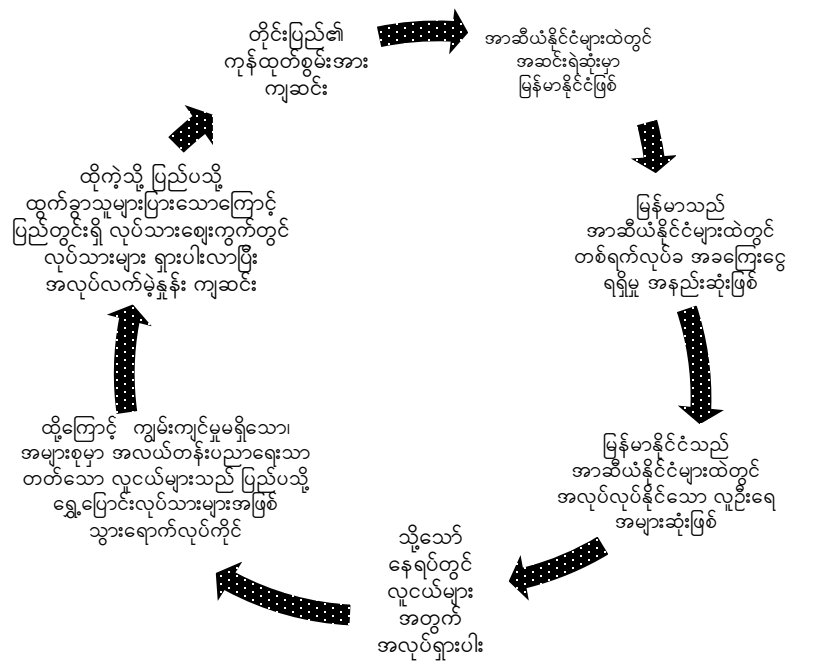 တိုင်းပြည်၏
ကုန်ထုတ်စွမ်းအား
ကျဆင်း
အာဆီယံနိုင်ငံများထဲတွင်
အဆင်းရဲဆုံးမှာ
မြန်မာနိုင်ငံဖြစ်
မြန်မာသည်
အာဆီယံနိုင်ငံများထဲတွင်
တစ်ရက်လုပ်ခ အခကြေးငွေ
ရရှိမှု အနည်းဆုံးဖြစ်
မြန်မာနိုင်ငံသည်
အာဆီယံနိုင်ငံများထဲတွင်
အလုပ်လုပ်နိုင်သော လူဦးရေ
အများဆုံးဖြစ်
သို့သော်
နေရပ်တွင်
လူငယ်များ
အတွက်
အလုပ်ရှားပါး
ထို့ကြောင့် ကျွမ်းကျင်မှုမရှိသော၊
အများစုမှာ အလယ်တန်းပညာရေးသာ
တတ်သော လူငယ်များသည် ပြည်ပသို့
ရွှေ့ပြောင်းလုပ်သားများအဖြစ်
သွားရောက်လုပ်ကိုင်
ထိုကဲ့သို့ ပြည်ပသို့
ထွက်ခွာသူများပြားသောကြောင့်
ပြည်တွင်းရှိ လုပ်သားစျေးကွက်တွင်
လုပ်သားများ ရှားပါးလာပြီး
အလုပ်လက်မဲ့နှုန်း ကျဆင်း